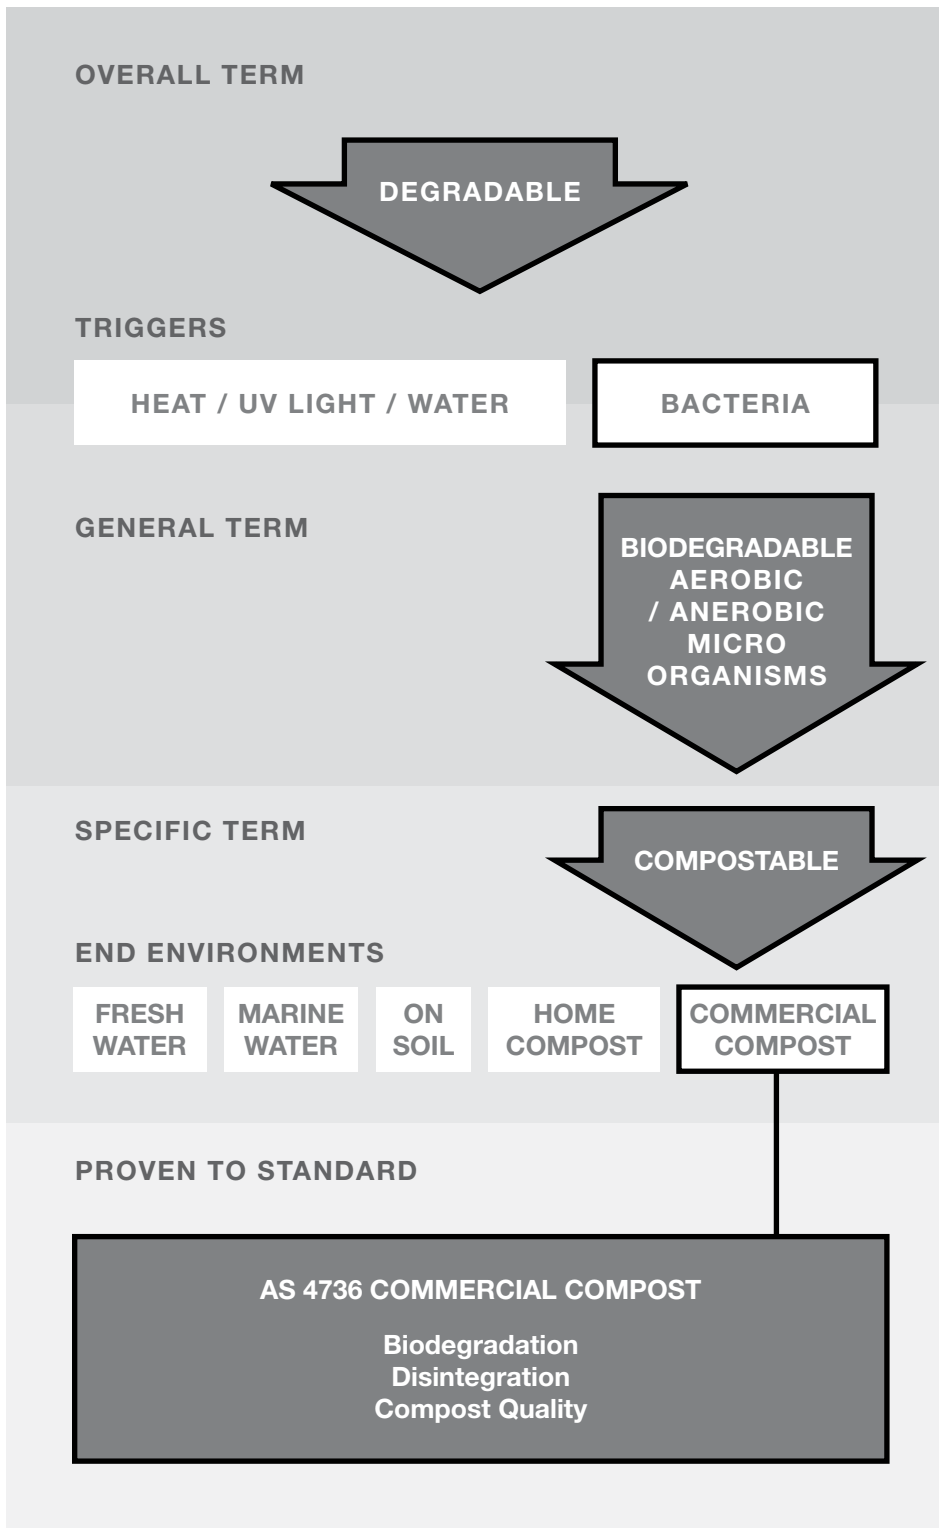 OVERALL TERM
DEGRADABLE
TRIGGERS
HEAT / UV LIGHT / WATER
BACTERIA
GENERAL TERM
BIODEGRADABLE
AEROBIC
/ ANEROBIC
MICRO
ORGANISMS
SPECIFIC TERM
COMPOSTABLE
END ENVIRONMENTS
FRESH
WATER
MARINE
WATER
ON
SOIL
HOME
COMPOST
COMMERCIAL
COMPOST
PROVEN TO STANDARD
AS 4736 COMMERCIAL COMPOST
Biodegradation
Disintegration
Compost Quality